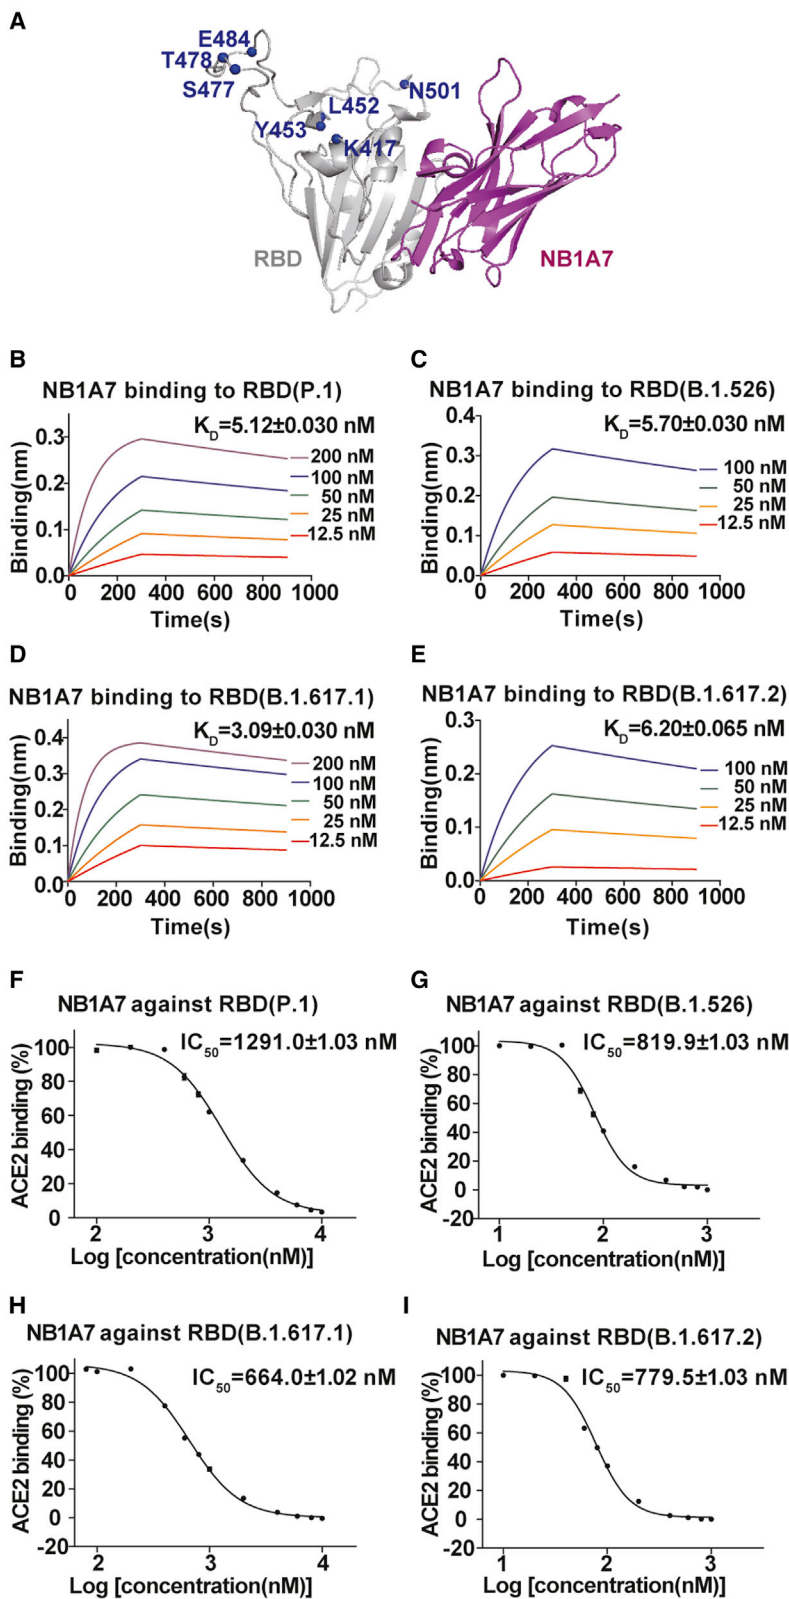 A
E484
T478
S477
N501
L452
Y453
K417
RBD
NB1A7
B
NB1A7 binding to RBD(P.1)
KD=5.12±0.030 nM
Binding(nm)
0.3
0.2
0.1
0.0
200 nM
100 nM
50 nM
25 nM
12.5 nM
0 200 400 600 800 1000
Time(s)
C
NB1A7 binding to RBD(B.1.526)
KD=5.70±0.030 nM
Binding(nm)
0.4
0.3
0.2
0.1
0.0
100 nM
50 nM
25 nM
12.5 nM
0 200 400 600 800 1000
Time(s)
D
NB1A7 binding to RBD(B.1.617.1)
KD=3.09±0.030 nM
Binding(nm)
0.4
0.3
0.2
0.1
0.0
200 nM
100 nM
50 nM
25 nM
12.5 nM
0 200 400 600 800 1000
Time(s)
E
NB1A7 binding to RBD(B.1.617.2)
KD=6.20±0.065 nM
Binding(nm)
0.3
0.2
0.1
0.0
100 nM
50 nM
25 nM
12.5 nM
0 200 400 600 800 1000
Time(s)
F
NB1A7 against RBD(P.1)
IC50=1291.0±1.03 nM
ACE2 binding (%)
100
80
60
40
20
0
2 3 4
Log [concentration(nM)]
G
NB1A7 against RBD(B.1.526)
IC50=819.9±1.03 nM
ACE2 binding (%)
100
80
60
40
20
0
-20
1 2 3
Log [concentration(nM)]
H
NB1A7 against RBD(B.1.617.1)
IC50=664.0±1.02 nM
ACE2 binding (%)
100
80
60
40
20
0
-20
2 3 4
Log [concentration(nM)]
I
NB1A7 against RBD(B.1.617.2)
IC50=779.5±1.03 nM
ACE2 binding (%)
100
80
60
40
20
0
-20
1 2 3
Log [concentration(nM)]